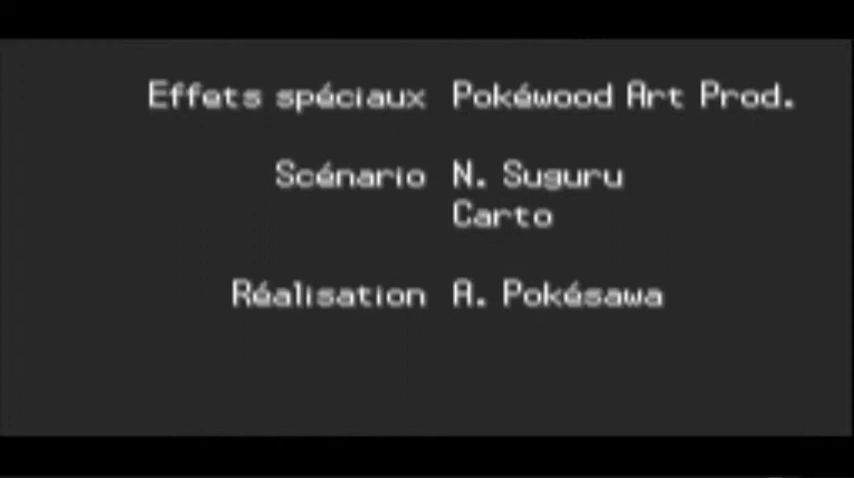 Effets spéciaux Pokéwood Art Prod.
Scénario N. Suguru
Carto
Réalisation A. Pokésawa